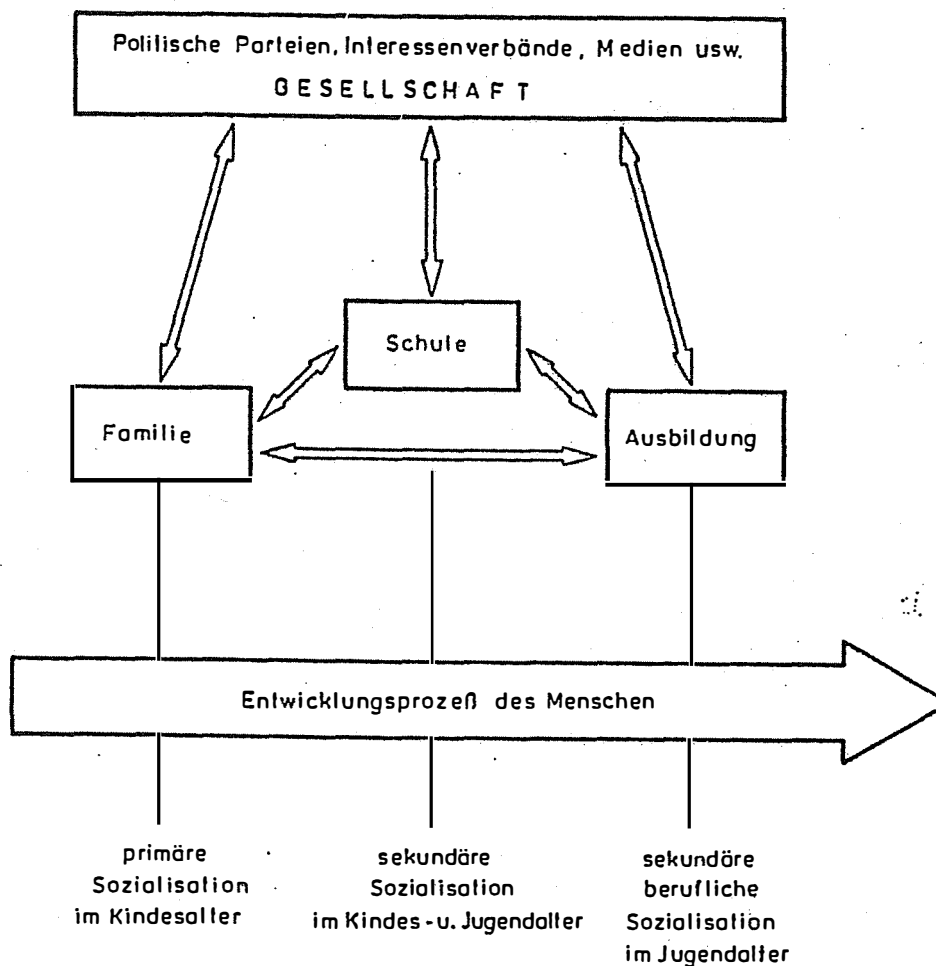 Politische Parteien, Interessenverbände, Medien usw.
GESELLSCHAFT
Schule
Familie
Ausbildung
Entwicklungsprozeß des Menschen
primäre
Sozialisation
im Kindesalter
sekundäre
Sozialisation
im Kindes-u. Jugendalter
sekundäre
berufliche
Sozialisation
im Jugendalter